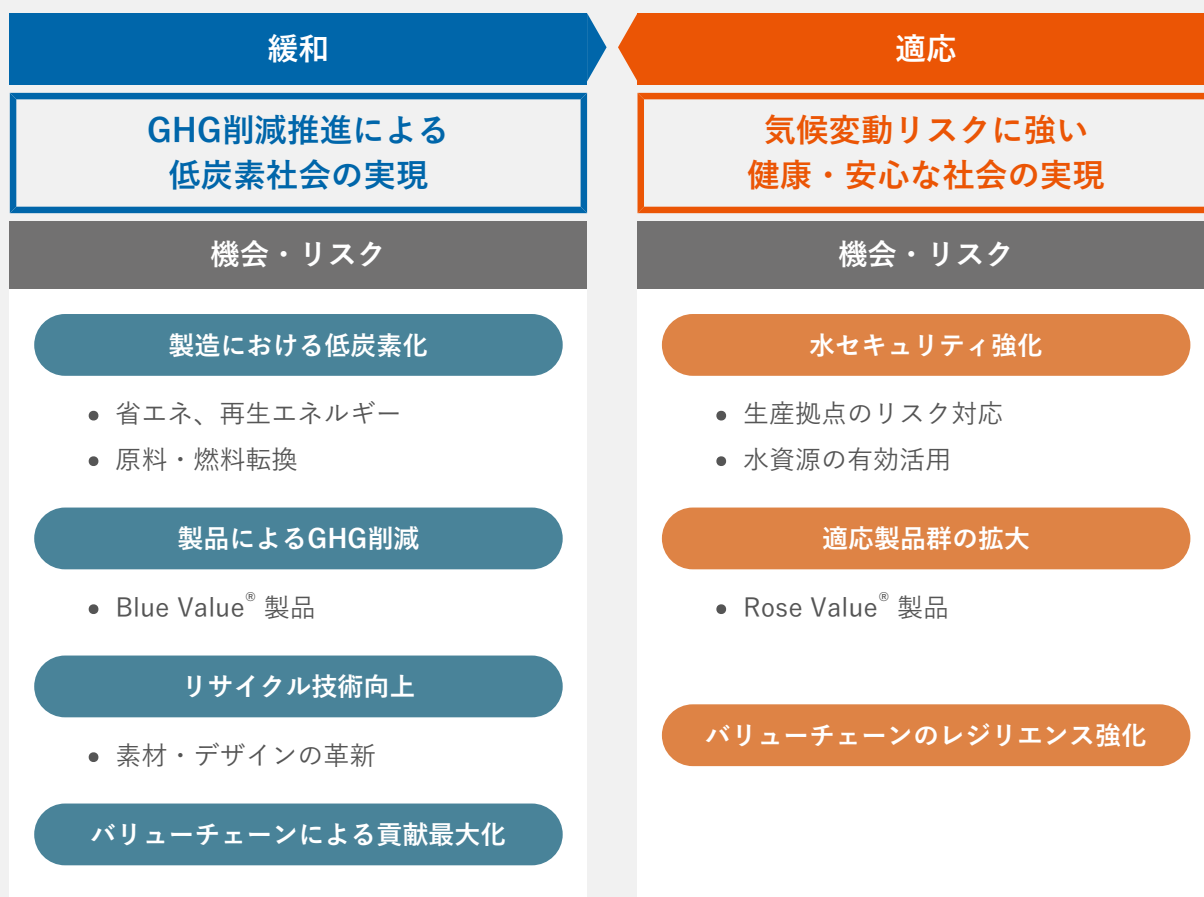 緩和
GHG削減推進による
低炭素社会の実現
機会・リスク
製造における低炭素化
● 省エネ、再生エネルギー
● 原料・燃料転換
製品によるGHG削減
● Blue Value® 製品
リサイクル技術向上
● 素材・デザインの革新
バリューチェーンによる貢献最大化
適応
気候変動リスクに強い
健康・安心な社会の実現
機会・リスク
水セキュリティ強化
● 生産拠点のリスク対応
● 水資源の有効活用
適応製品群の拡大
● Rose Value® 製品
バリューチェーンのレジリエンス強化